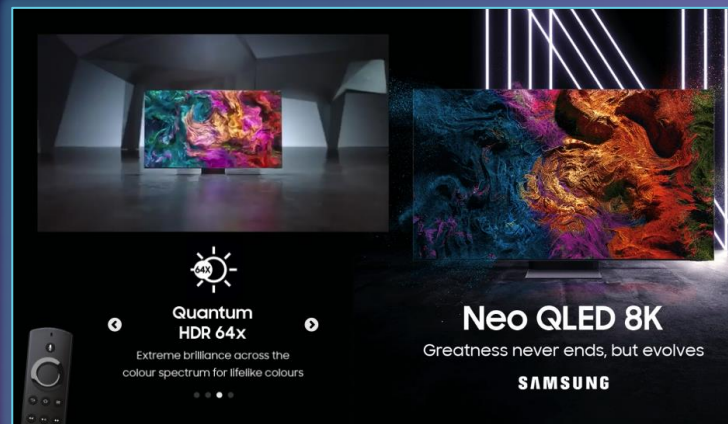 64X
Quantum
HDR 64x
Extreme brilliance across the
colour spectrum for lifelike colours
Neo QLED 8K
Greatness never ends, but evolves
SAMSUNG